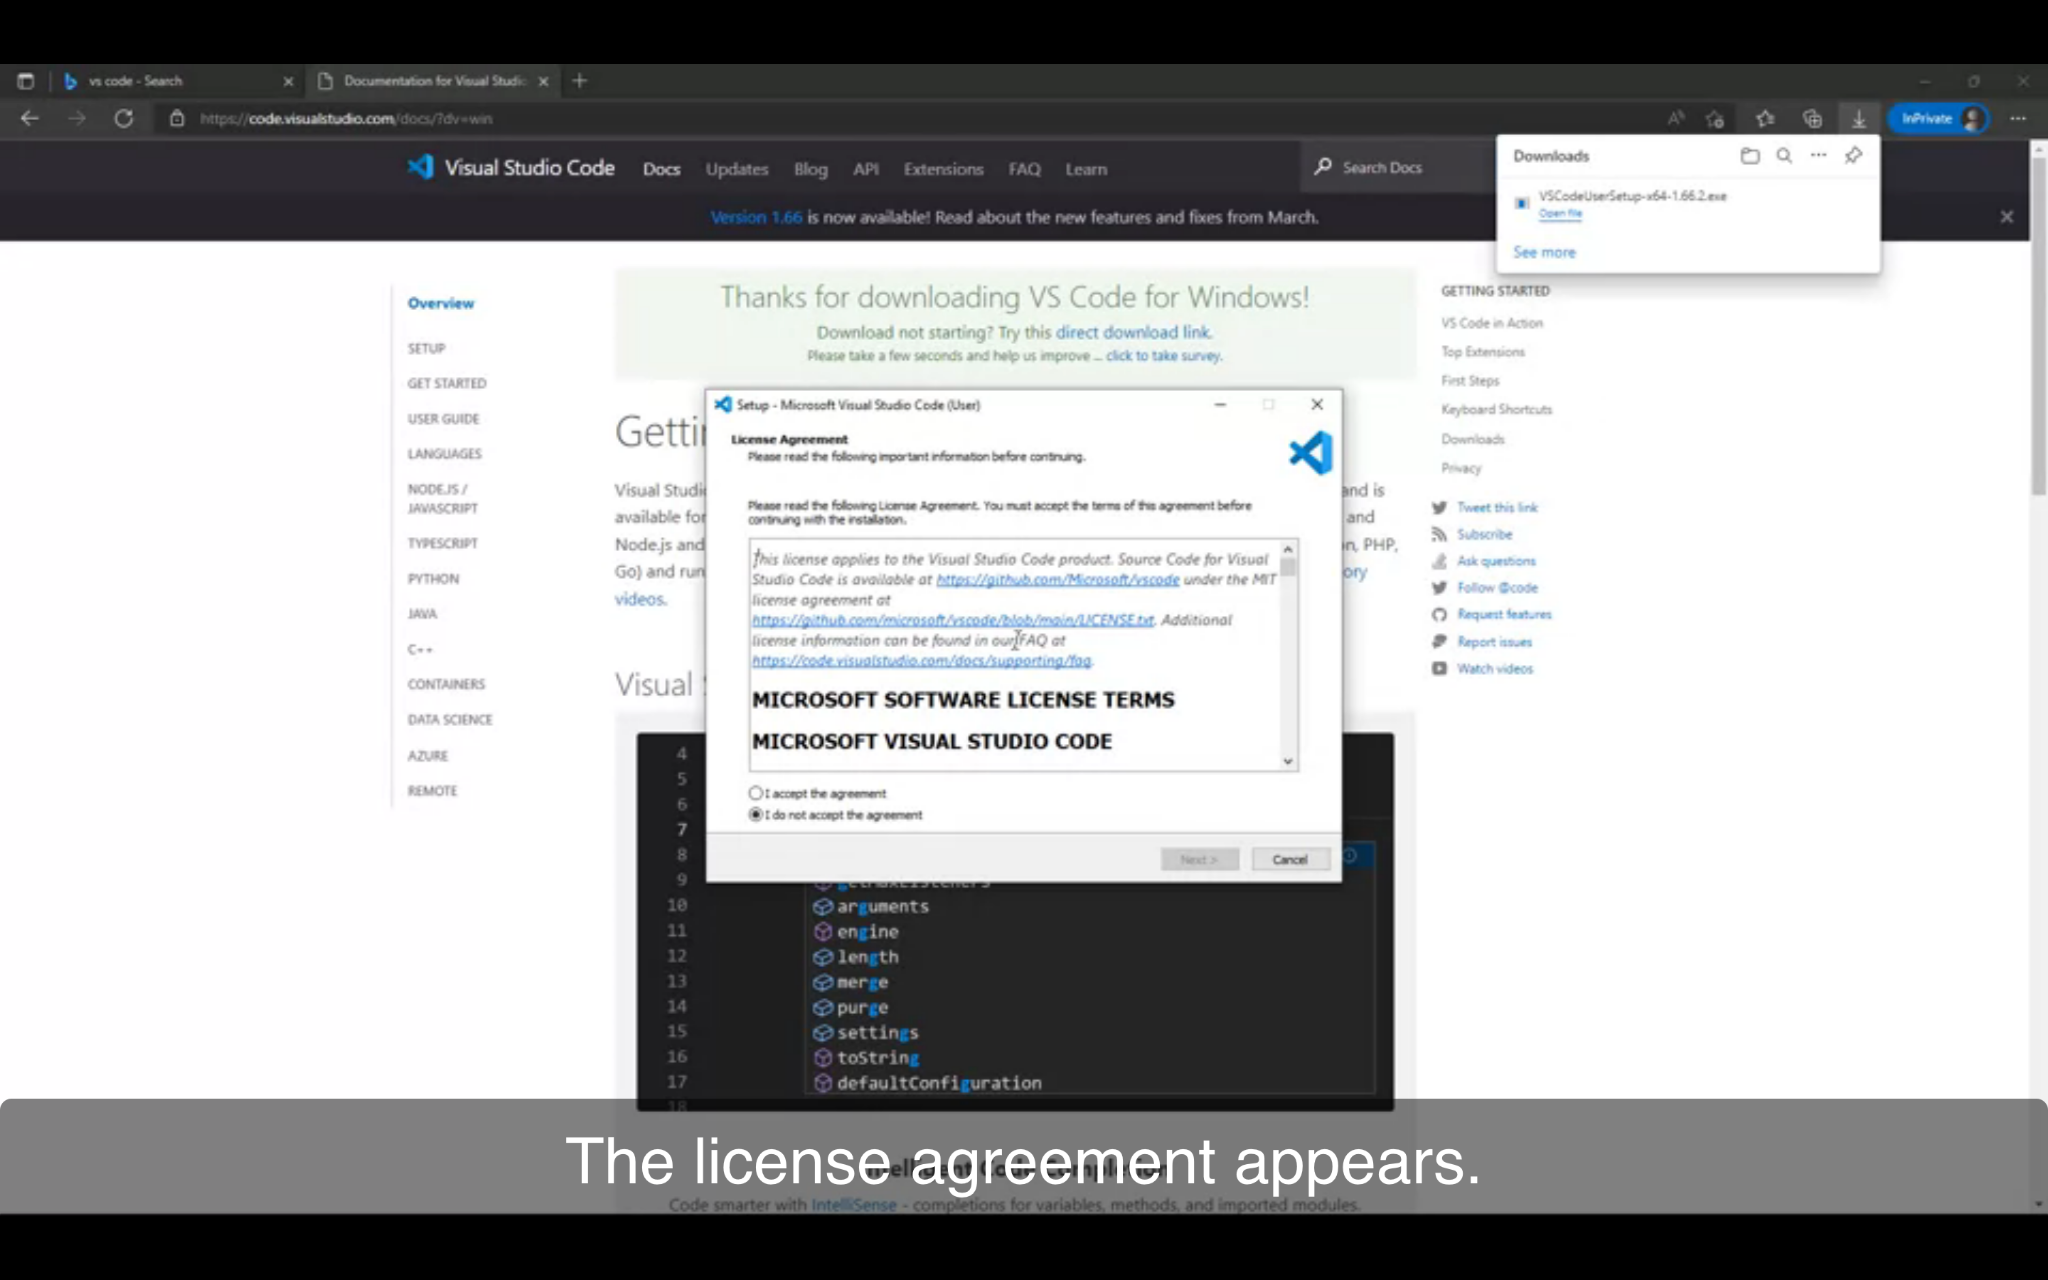 vs code - Search
Documentation for Visual Studi
https://code.visualstudio.com/docs/?dv=win
InPrivate
Visual Studio Code
Docs
Updates
Blog
API
Extensions
FAQ
Learn
Search Docs
Downloads
VSCodeUserSetup-x64-1.66.2.exe
Open file
See more
Version 1.66 is now available! Read about the new features and fixes from March.
Overview
SETUP
GET STARTED
USER GUIDE
LANGUAGES
NODE.JS /
JAVASCRIPT
TYPESCRIPT
PYTHON
JAVA
C++
CONTAINERS
DATA SCIENCE
AZURE
REMOTE
Thanks for downloading VS Code for Windows!
Download not starting? Try this direct download link.
Please take a few seconds and help us improve ... click to take survey.
Getti
Visual Studi
and is
available for
and
Node.js and
n, PHP,
Go) and run
ory
videos.
Visual
Setup - Microsoft Visual Studio Code (User)
License Agreement
Please read the following important information before continuing.
Please read the following License Agreement. You must accept the terms of this agreement before
continuing with the installation.
This license applies to the Visual Studio Code product. Source Code for Visual
Studio Code is available at https://github.com/Microsoft/vscode under the MIT
license agreement at
https://github.com/microsoft/vscode/blob/main/LICENSE.txt. Additional
license information can be found in our FAQ at
https://code.visualstudio.com/docs/supporting/faq.
MICROSOFT SOFTWARE LICENSE TERMS
MICROSOFT VISUAL STUDIO CODE
I accept the agreement
I do not accept the agreement
Next >
Cancel
GETTING STARTED
VS Code in Action
Top Extensions
First Steps
Keyboard Shortcuts
Downloads
Privacy
Tweet this link
Subscribe
Ask questions
Follow @code
Request features
Report issues
Watch videos
4
5
6
7
8
9 getMaxListeners
10 arguments
11 engine
12 length
13 merge
14 purge
15 settings
16 toString
17 defaultConfiguration
18
The license agreement appears.
Intelligent Code Completion
Code smarter with IntelliSense - completions for variables, methods, and imported modules.